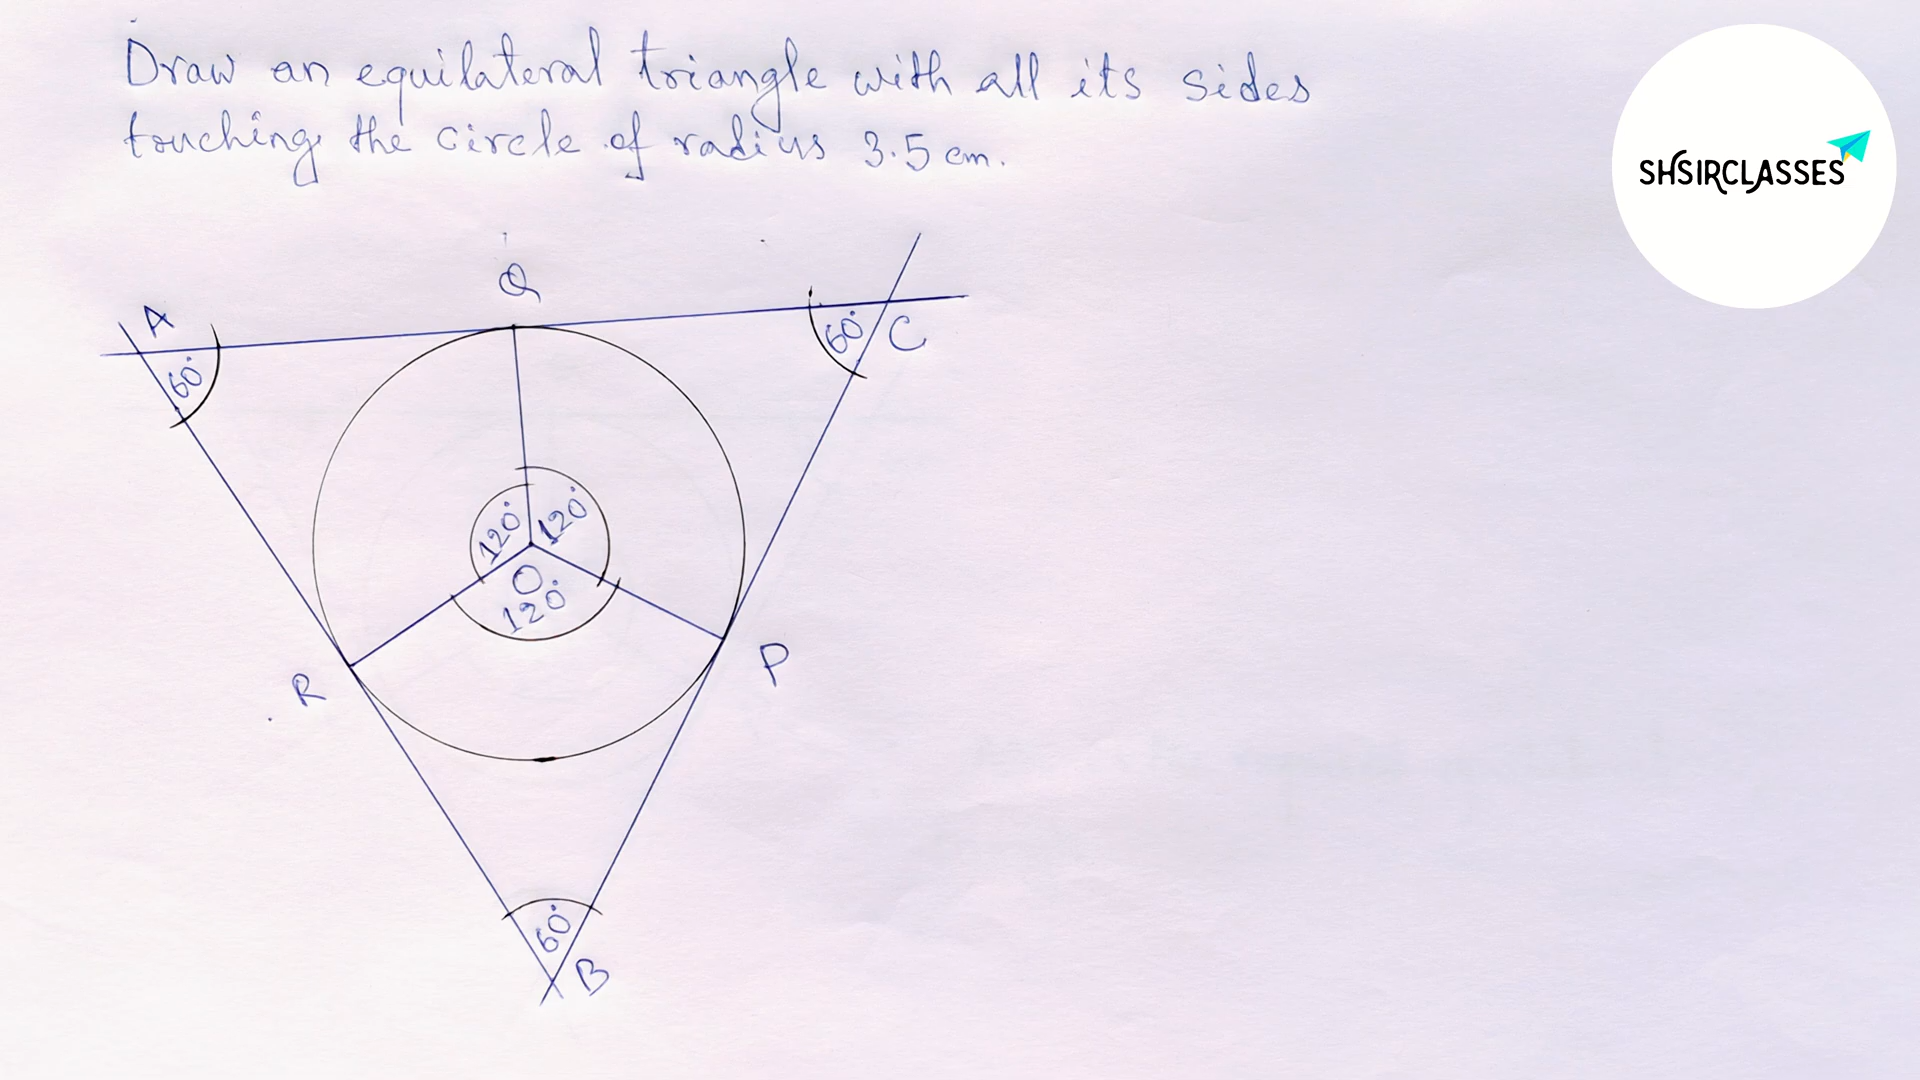 Draw an equilateral triangle with all its sides
touching the circle of radius 3.5 cm.
SHSIRCLASSES
Q
A
C
60°
60°
120°
120°
O
120°
R
P
60°
B